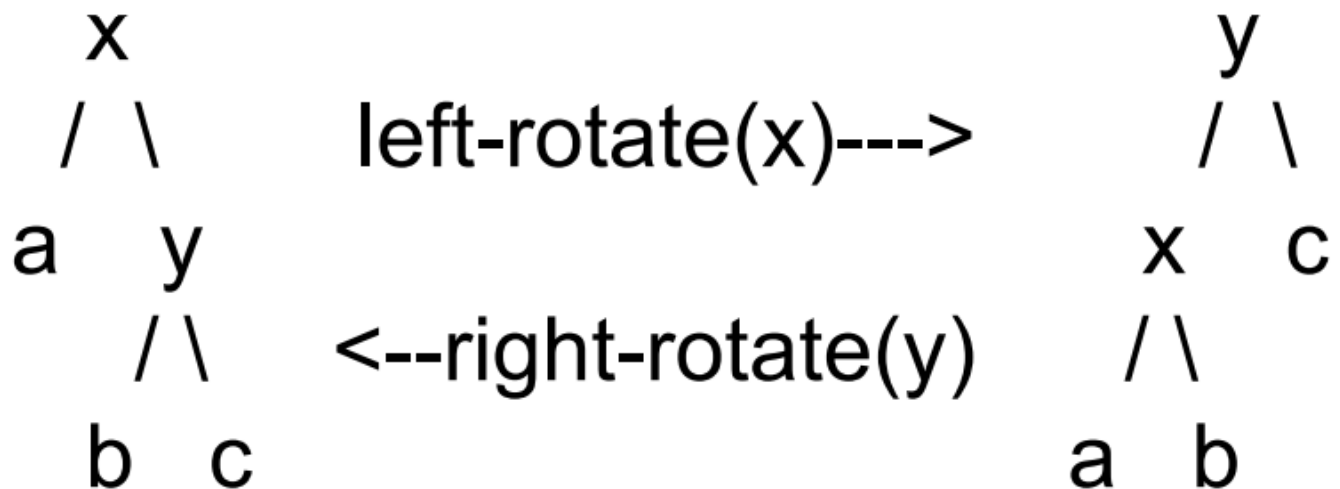 x y
/ \ left-rotate(x)---> / \
a y x c
/ \ <--right-rotate(y) / \
b c a b